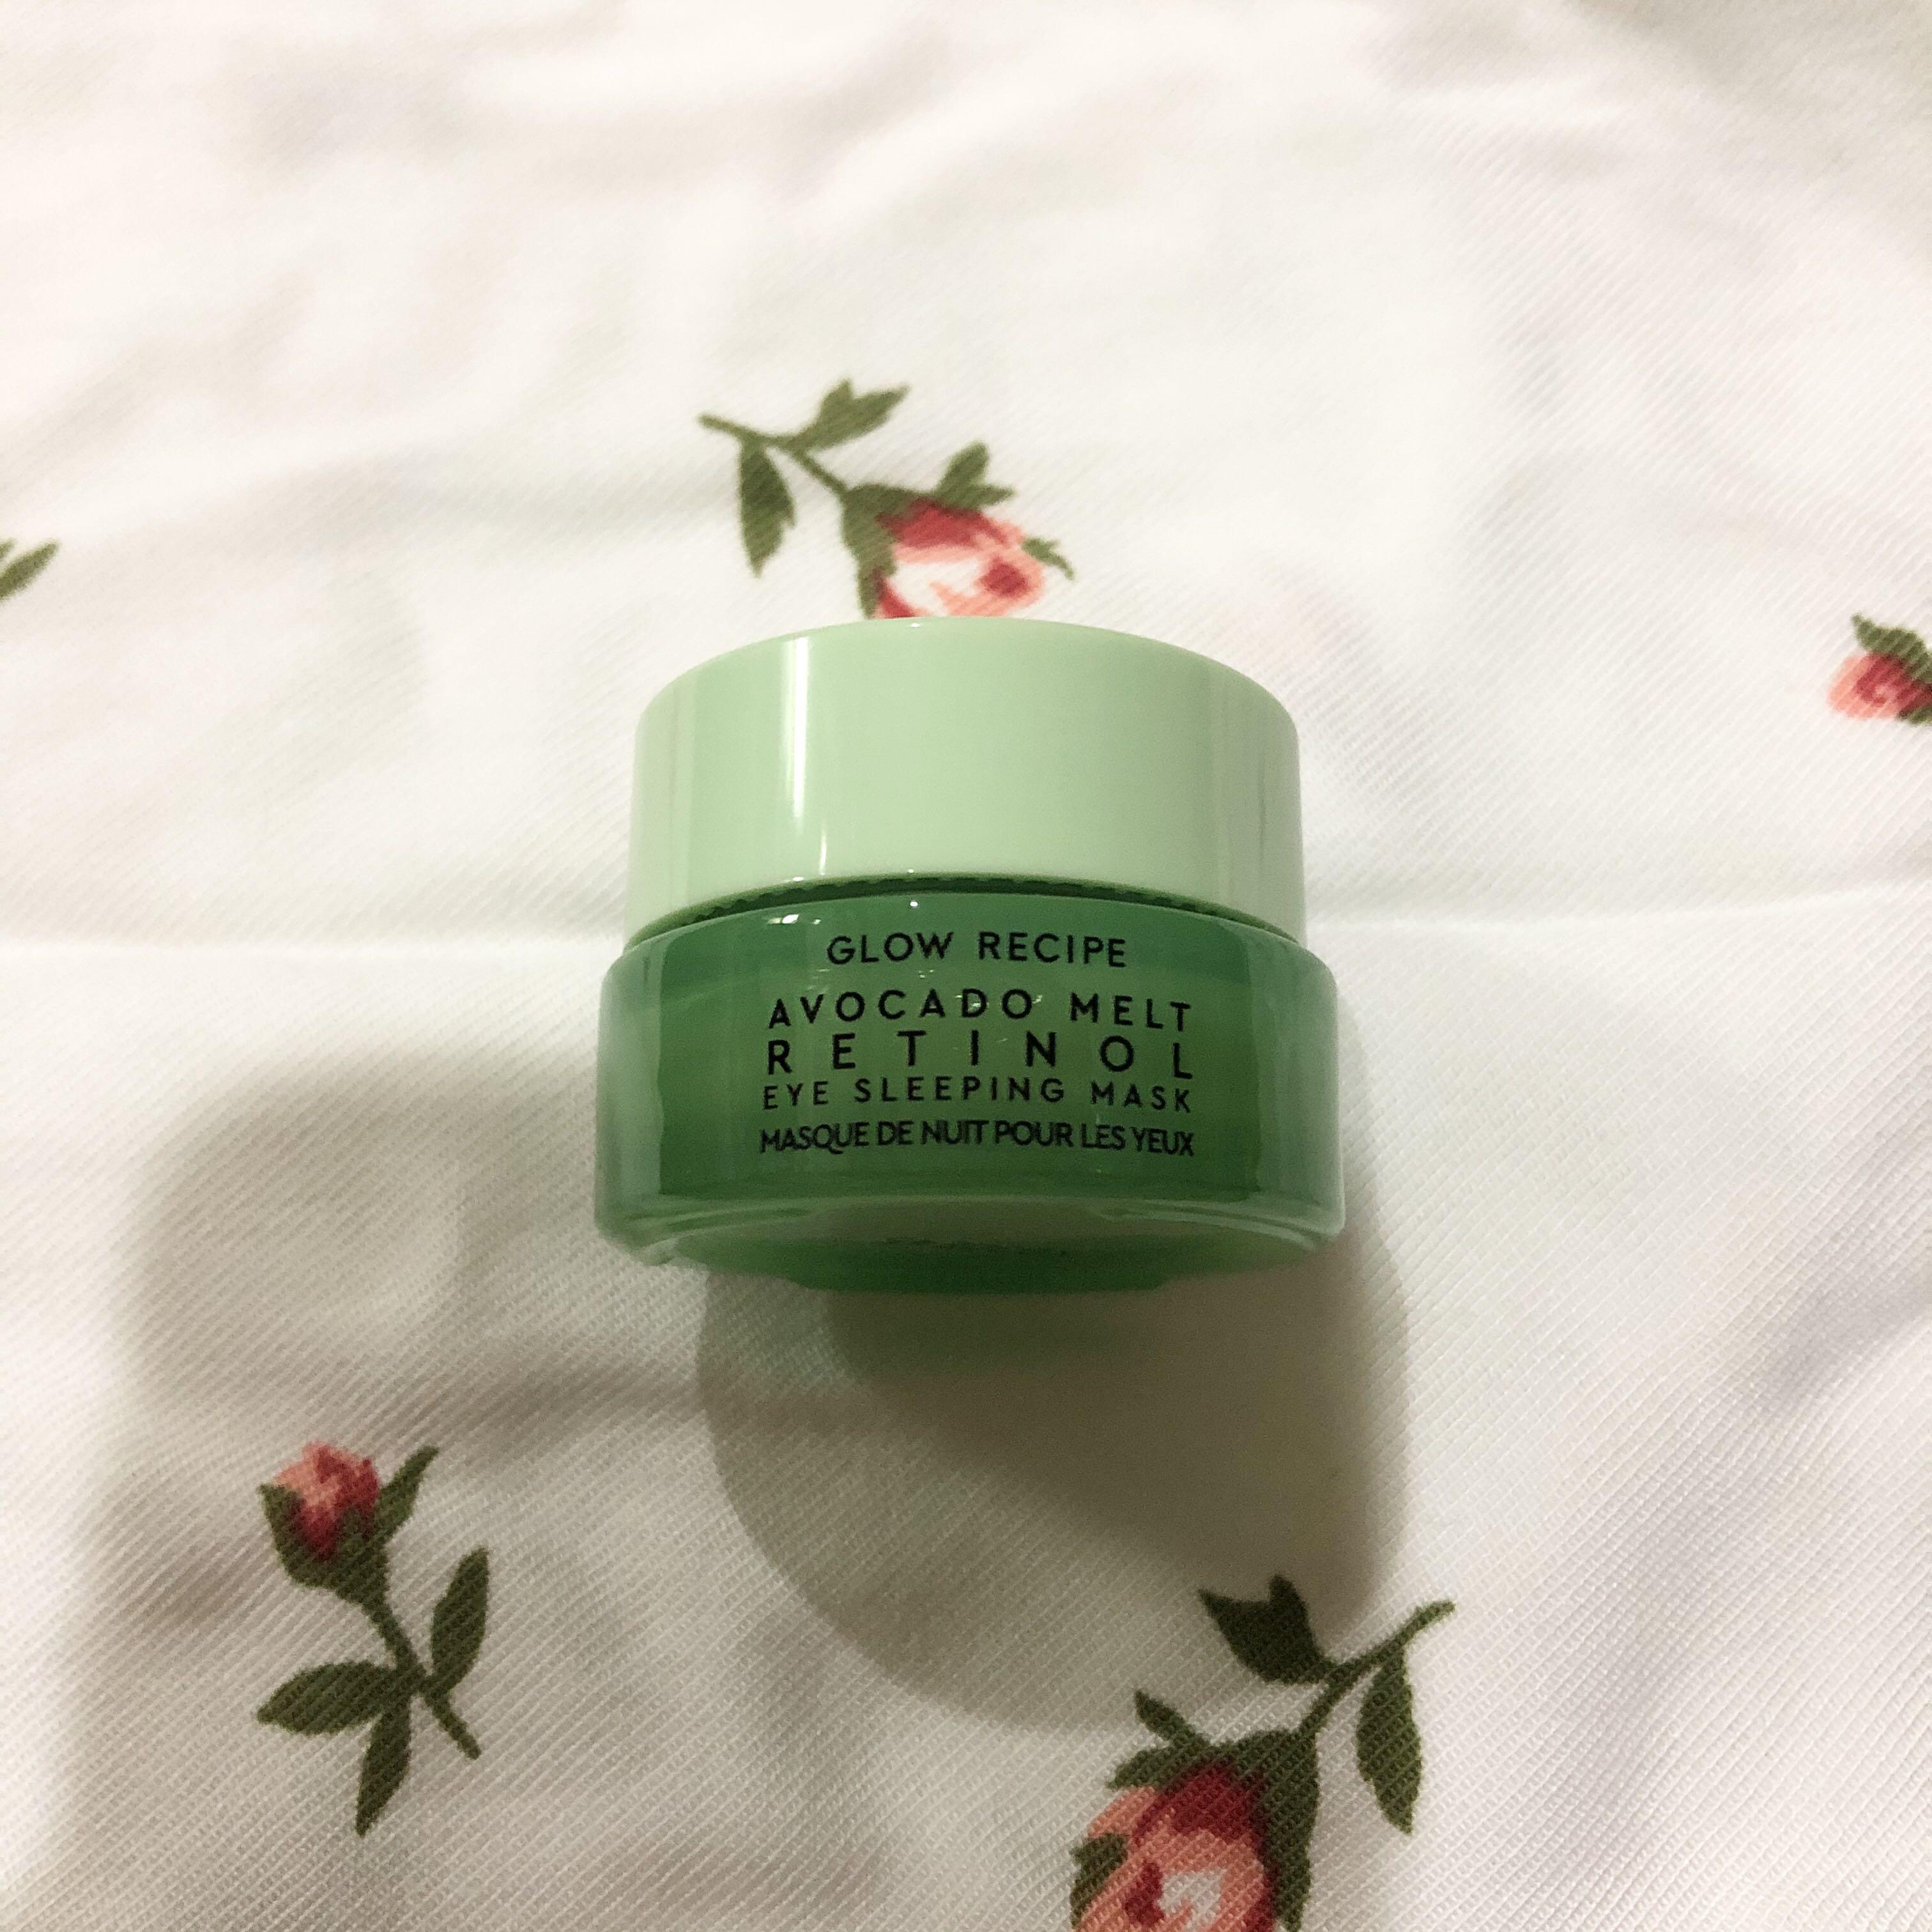 GLOW RECIPE
AVOCADO MELT
RETINOL
EYE SLEEPING MASK
MASQUE DE NUIT POUR LES YEUX